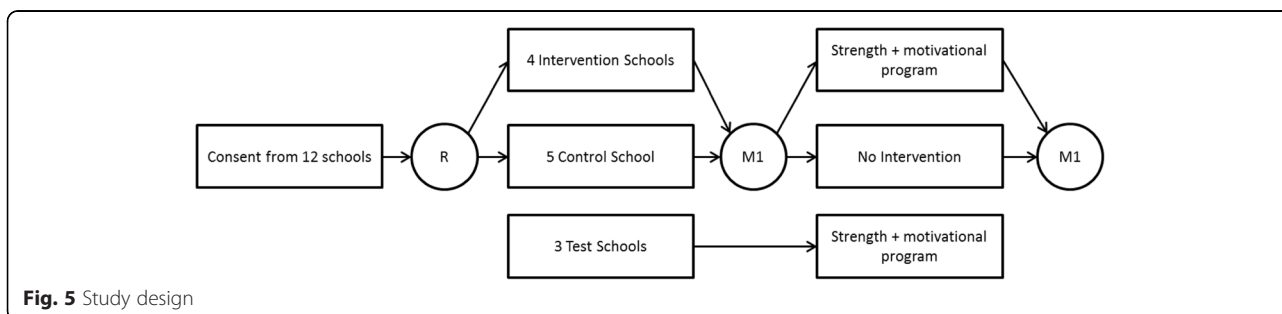 4 Intervention Schools
Strength + motivational
program
Consent from 12 schools
R
5 Control School
M1
No Intervention
M1
3 Test Schools
Strength + motivational
program
Fig. 5 Study design